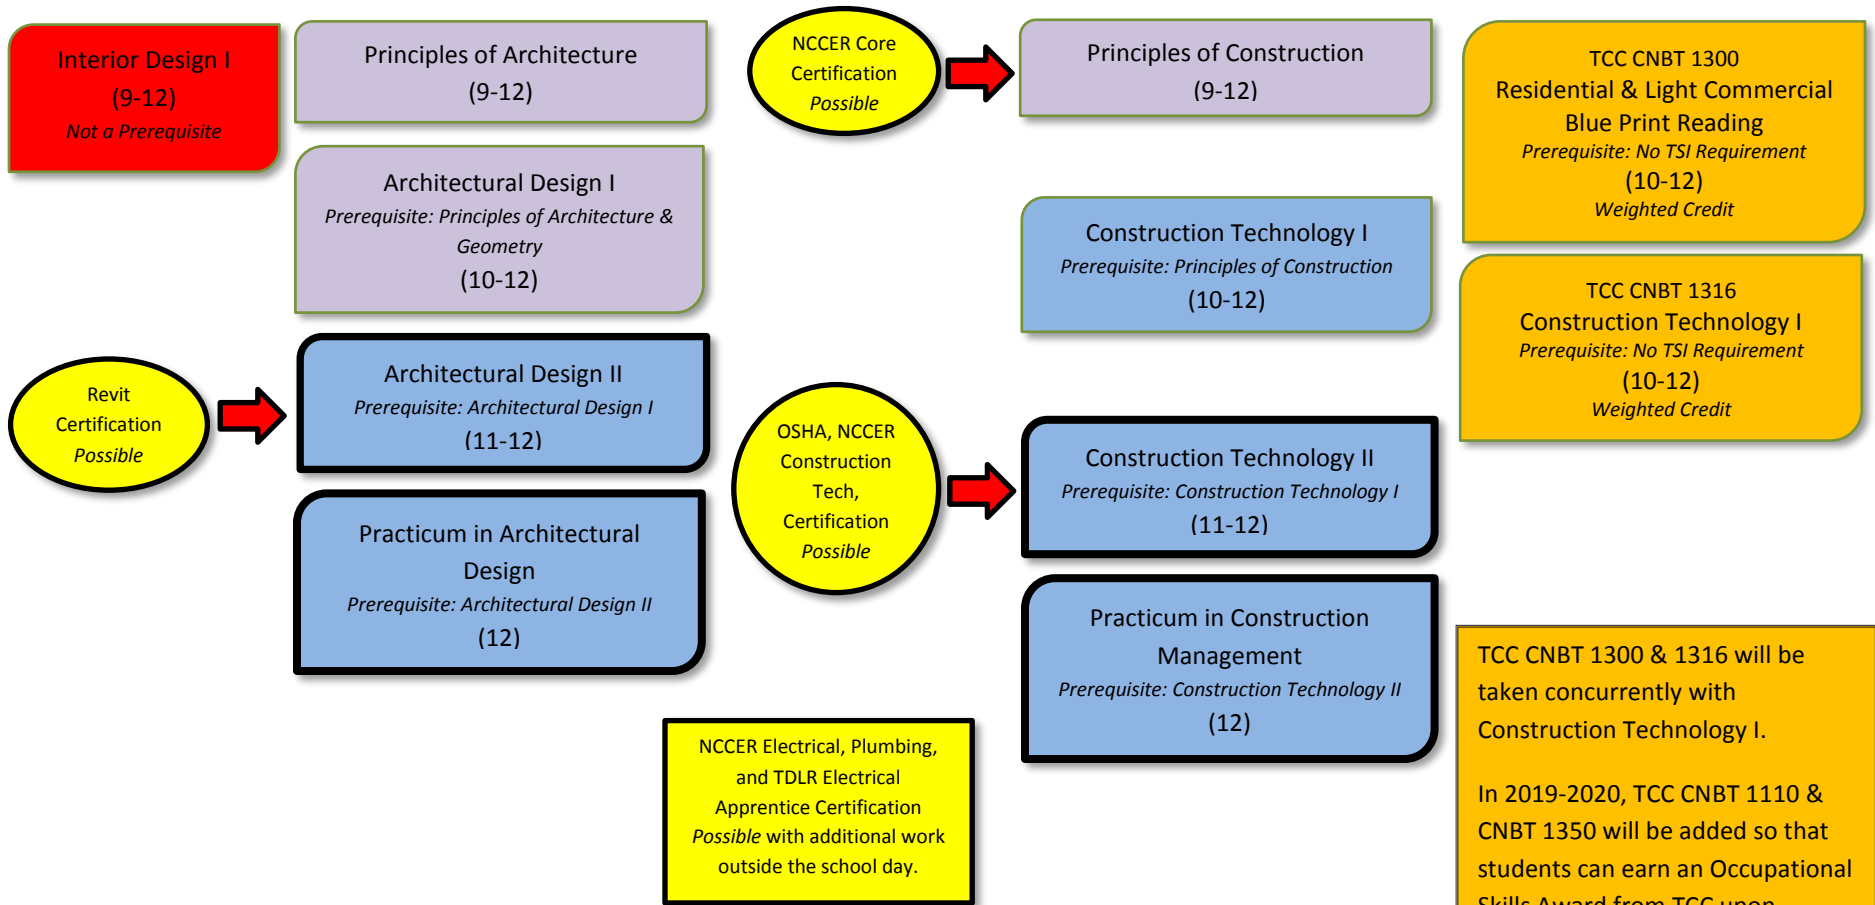 Interior Design I
(9-12)
Not a Prerequisite
Principles of Architecture
(9-12)
Architectural Design I
Prerequisite: Principles of Architecture &
Geometry
(10-12)
Revit
Certification
Possible
Architectural Design II
Prerequisite: Architectural Design I
(11-12)
Practicum in Architectural
Design
Prerequisite: Architectural Design II
(12)
NCCER Core
Certification
Possible
Principles of Construction
(9-12)
Construction Technology I
Prerequisite: Principles of Construction
(10-12)
OSHA, NCCER
Construction
Tech,
Certification
Possible
Construction Technology II
Prerequisite: Construction Technology I
(11-12)
Practicum in Construction
Management
Prerequisite: Construction Technology II
(12)
NCCER Electrical, Plumbing,
and TDLR Electrical
Apprentice Certification
Possible with additional work
outside the school day.
TCC CNBT 1300
Residential & Light Commercial
Blue Print Reading
Prerequisite: No TSI Requirement
(10-12)
Weighted Credit
TCC CNBT 1316
Construction Technology I
Prerequisite: No TSI Requirement
(10-12)
Weighted Credit
TCC CNBT 1300 & 1316 will be
taken concurrently with
Construction Technology I.
In 2019-2020, TCC CNBT 1110 &
CNBT 1350 will be added so that
students can earn an Occupational
Skills Award from TCC upon